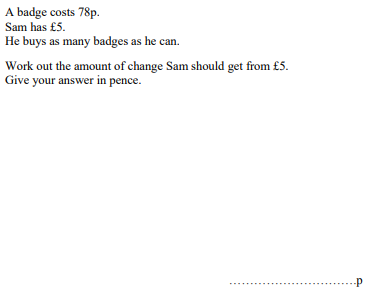 A badge costs 78p.
Sam has £5.
He buys as many badges as he can.
Work out the amount of change Sam should get from £5.
Give your answer in pence.
................................p